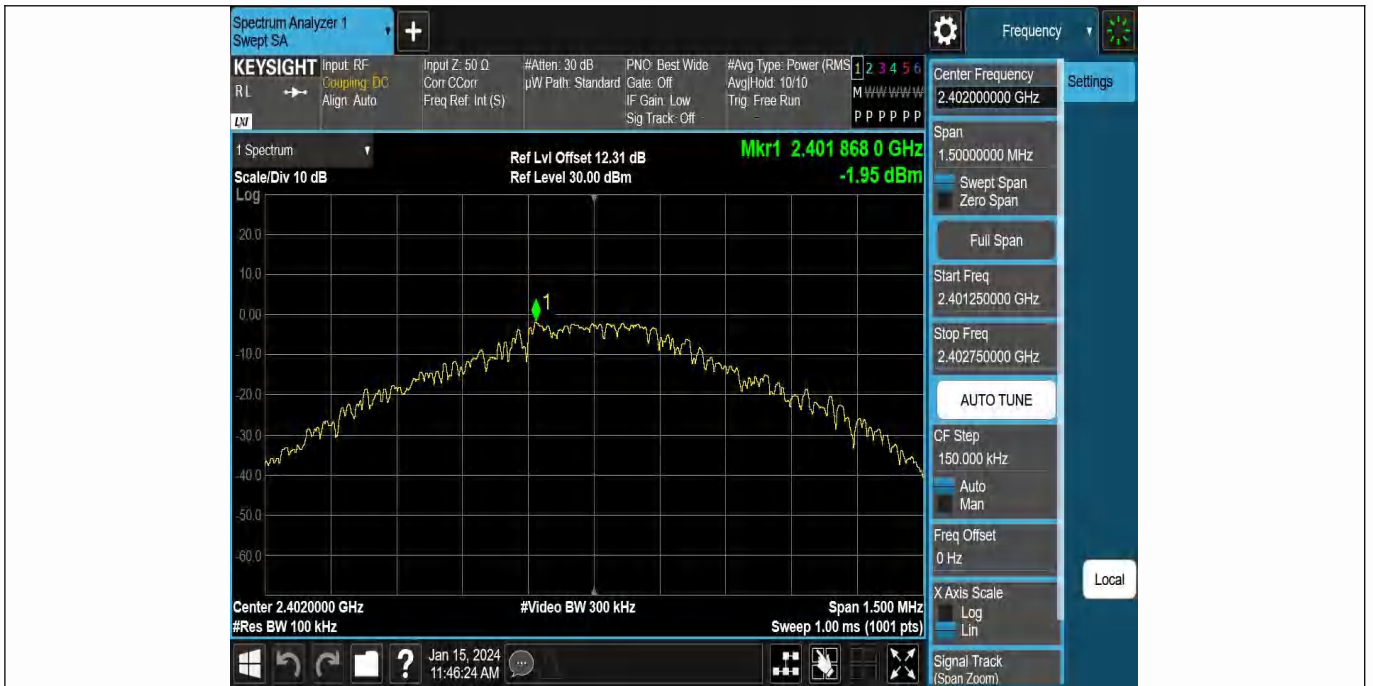 Spectrum Analyzer 1
Swept SA
+
Frequency
KEYSIGHT
R L
LXI
Input: RF
Coupling: DC
Align: Auto
Input Z: 50 Ω
Corr CCorr
Freq Ref: Int (S)
#Atten: 30 dB
µW Path: Standard
PNO: Best Wide
Gate: Off
IF Gain: Low
Sig Track: Off
#Avg Type: Power (RMS
Avg|Hold: 10/10
Trig: Free Run
1 2 3 4 5 6
M W W W W W
P P P P P P
1 Spectrum
Scale/Div 10 dB
Ref Lvl Offset 12.31 dB
Ref Level 30.00 dBm
Mkr1 2.401 868 0 GHz
-1.95 dBm
Log
20.0
10.0
0.00
-10.0
-20.0
-30.0
-40.0
-50.0
-60.0
1
Center 2.4020000 GHz
#Res BW 100 kHz
#Video BW 300 kHz
Span 1.500 MHz
Sweep 1.00 ms (1001 pts)
Center Frequency
2.402000000 GHz
Settings
Span
1.50000000 MHz
Swept Span
Zero Span
Full Span
Start Freq
2.401250000 GHz
Stop Freq
2.402750000 GHz
AUTO TUNE
CF Step
150.000 kHz
Auto
Man
Freq Offset
0 Hz
X Axis Scale
Log
Lin
Local
Signal Track
(Span Zoom)
?
Jan 15, 2024
11:46:24 AM